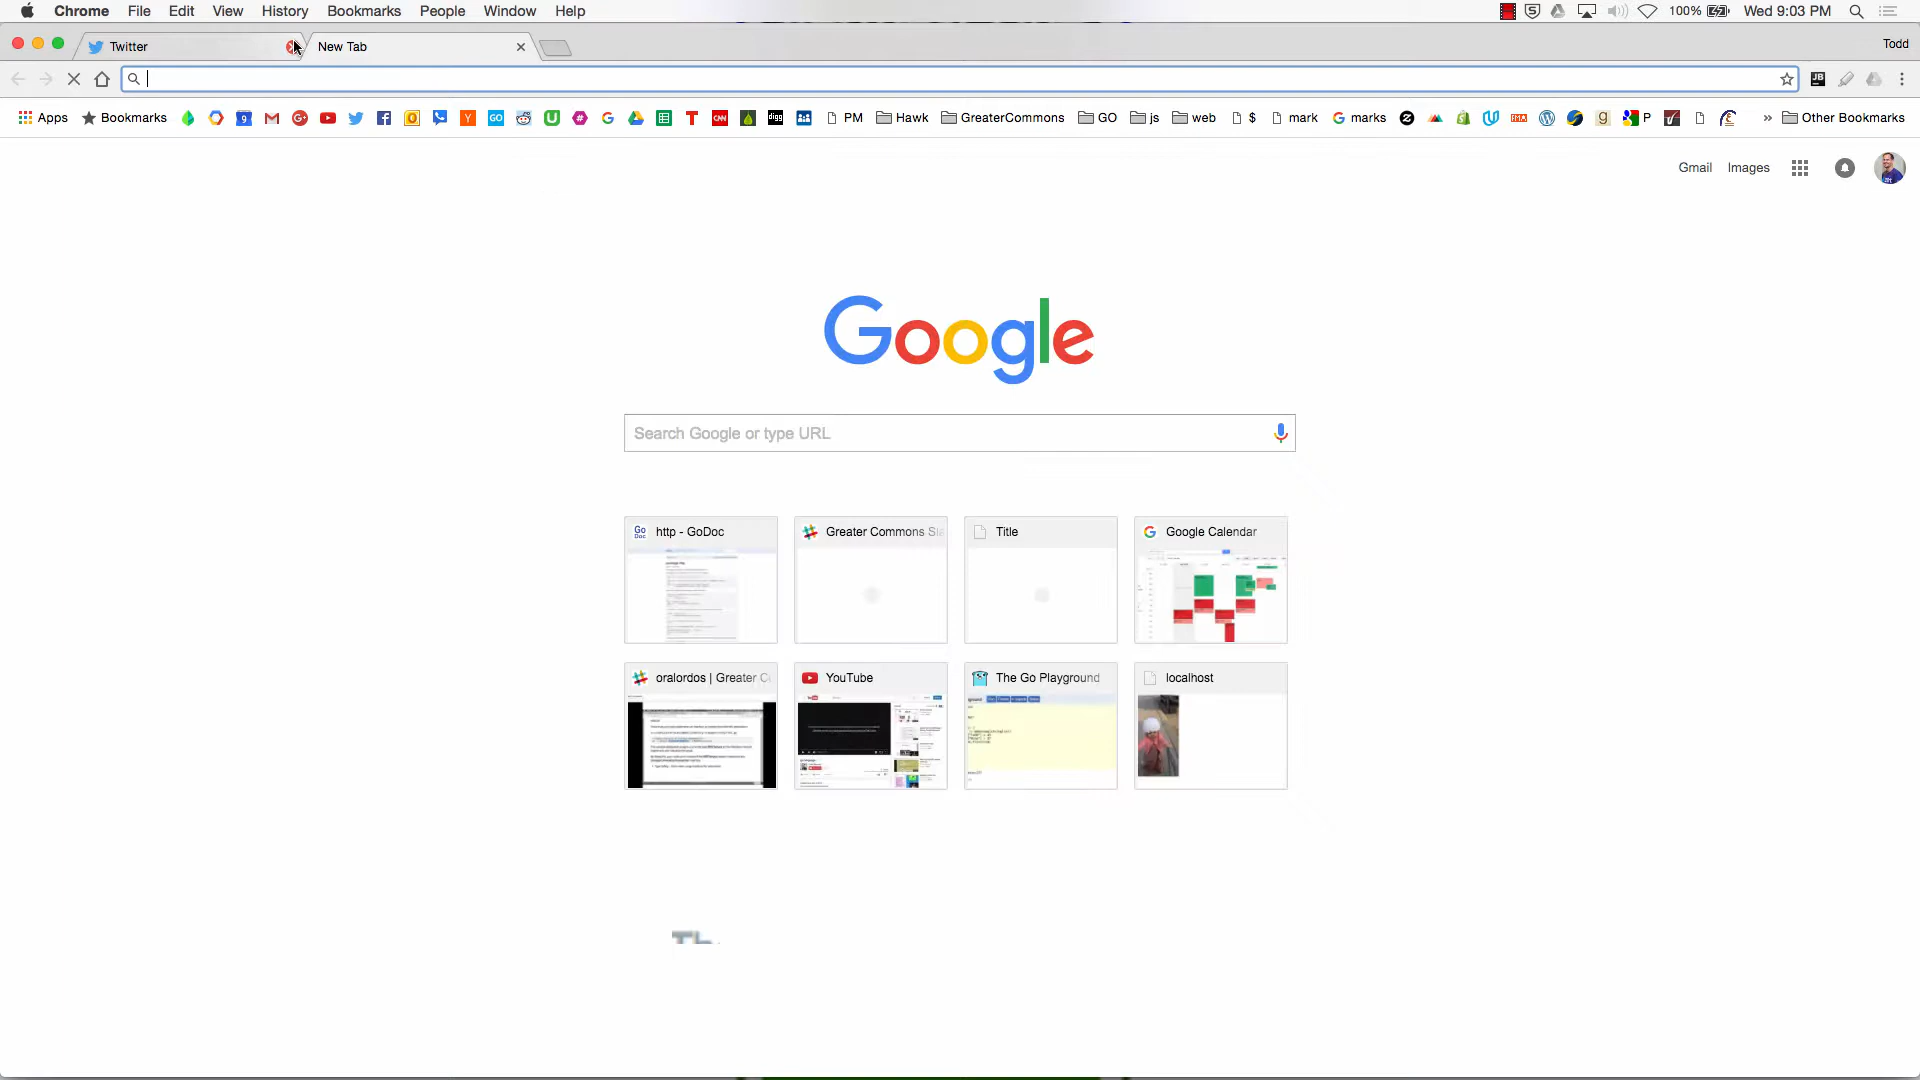 Chrome File Edit View History Bookmarks People Window Help 100% Wed 9:03 PM
Twitter New Tab Todd
Apps Bookmarks PM Hawk GreaterCommons GO js web $ mark marks P » Other Bookmarks
Gmail Images
Google
Search Google or type URL
http - GoDoc Greater Commons Title Google Calendar
oralordos | Greater YouTube The Go Playground localhost